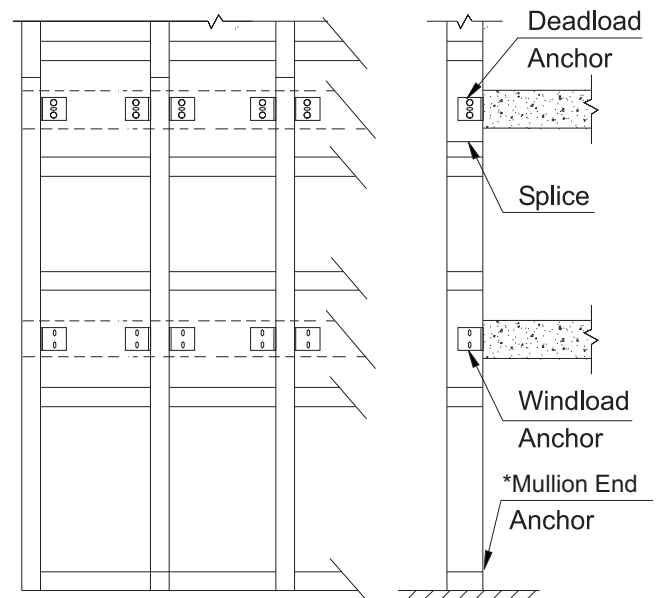 Deadload
Anchor
Splice
Windload
Anchor
*Mullion End
Anchor